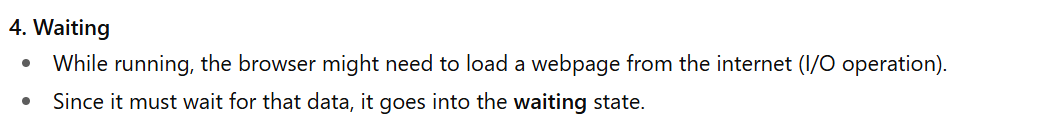 4. Waiting
• While running, the browser might need to load a webpage from the internet (I/O operation).
• Since it must wait for that data, it goes into the waiting state.